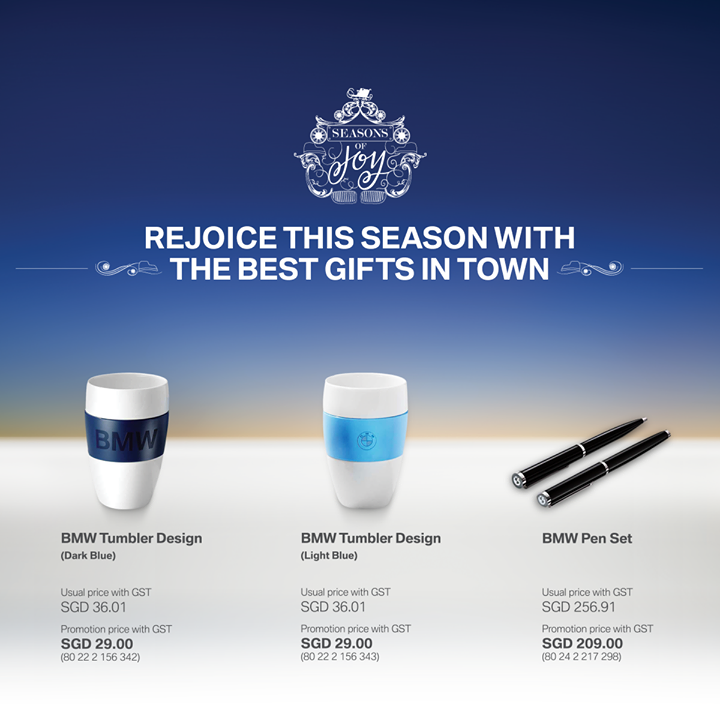 SEASONS
OF
Joy
REJOICE THIS SEASON WITH
THE BEST GIFTS IN TOWN
BMW
BMW Tumbler Design
(Dark Blue)
Usual price with GST
SGD 36.01
Promotion price with GST
SGD 29.00
(80 22 2 156 342)
BMW Tumbler Design
(Light Blue)
Usual price with GST
SGD 36.01
Promotion price with GST
SGD 29.00
(80 22 2 156 343)
BMW Pen Set
Usual price with GST
SGD 256.91
Promotion price with GST
SGD 209.00
(80 24 2 217 298)